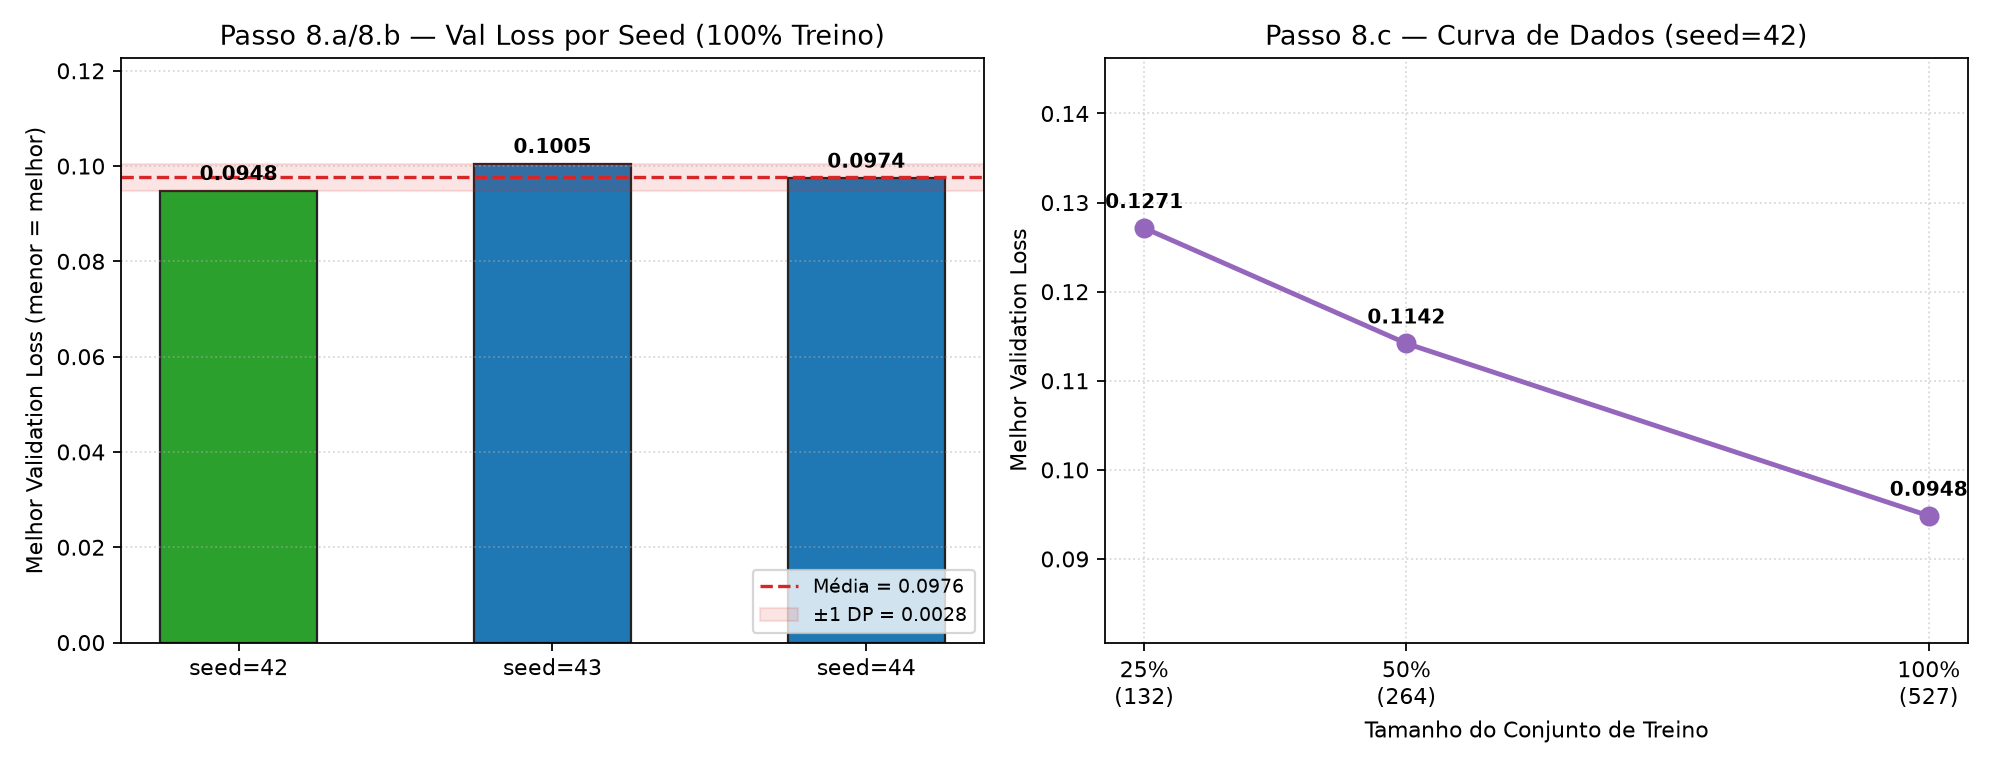 Passo 8.a/8.b — Val Loss por Seed (100% Treino)
Melhor Validation Loss (menor = melhor)
0.12
0.10
0.08
0.06
0.04
0.02
0.00
0.0948
0.1005
0.0974
Média = 0.0976
±1 DP = 0.0028
seed=42
seed=43
seed=44
Passo 8.c — Curva de Dados (seed=42)
Melhor Validation Loss
0.14
0.13
0.12
0.11
0.10
0.09
0.1271
0.1142
0.0948
25%
(132)
50%
(264)
100%
(527)
Tamanho do Conjunto de Treino